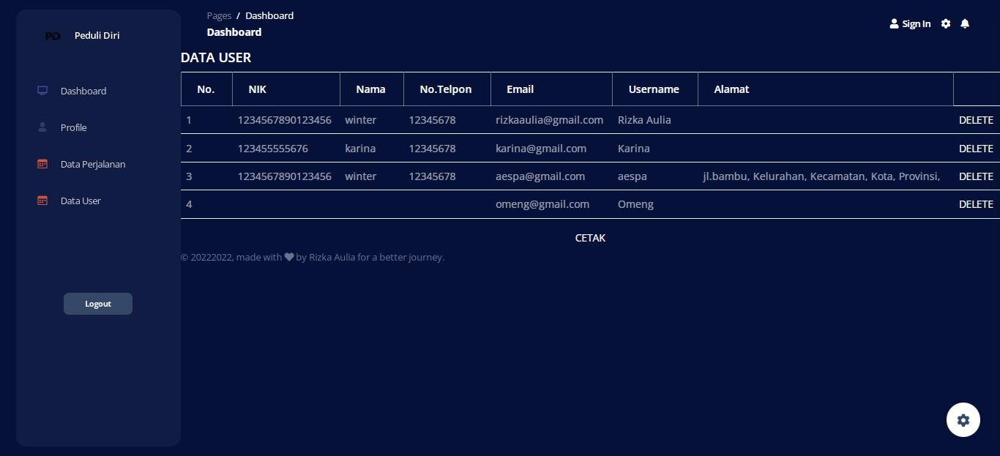 PD Peduli Diri
Dashboard
Profile
Data Perjalanan
Data User
Logout
Pages / Dashboard
Dashboard
Sign In
DATA USER
No. NIK Nama No.Telpon Email Username Alamat
1 1234567890123456 winter 12345678 rizkaaulia@gmail.com Rizka Aulia DELETE
2 123455555676 karina 12345678 karina@gmail.com Karina DELETE
3 1234567890123456 winter 12345678 aespa@gmail.com aespa jl.bambu, Kelurahan, Kecamatan, Kota, Provinsi, DELETE
4 omeng@gmail.com Omeng DELETE
CETAK
© 20222022, made with ♥ by Rizka Aulia for a better journey.